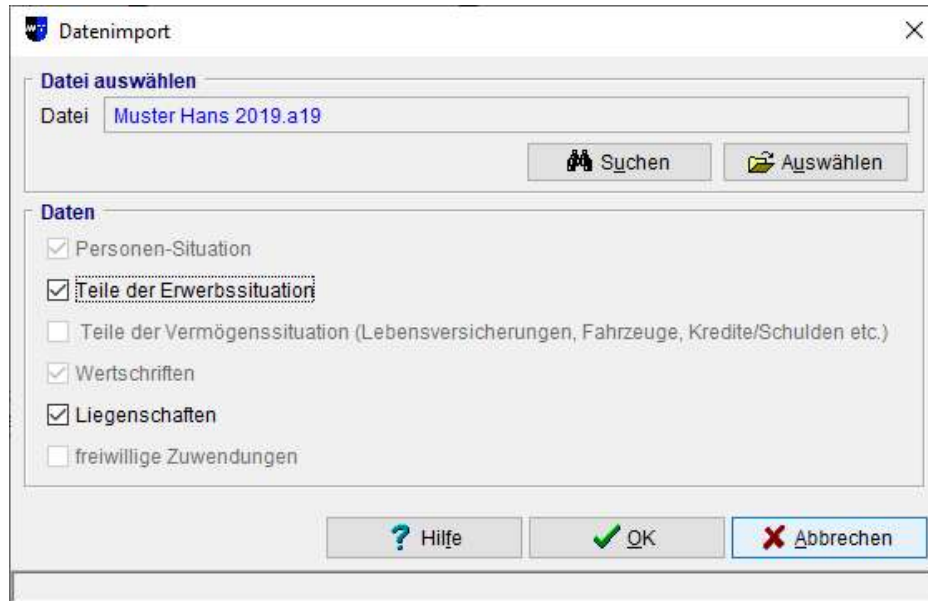 Datenimport
Datei auswählen
Datei Muster Hans 2019.a19
Suchen Auswählen
Daten
Personen-Situation
Teile der Erwerbssituation
Teile der Vermögenssituation (Lebensversicherungen, Fahrzeuge, Kredite/Schulden etc.)
Wertschriften
Liegenschaften
freiwillige Zuwendungen
Hilfe OK Abbrechen